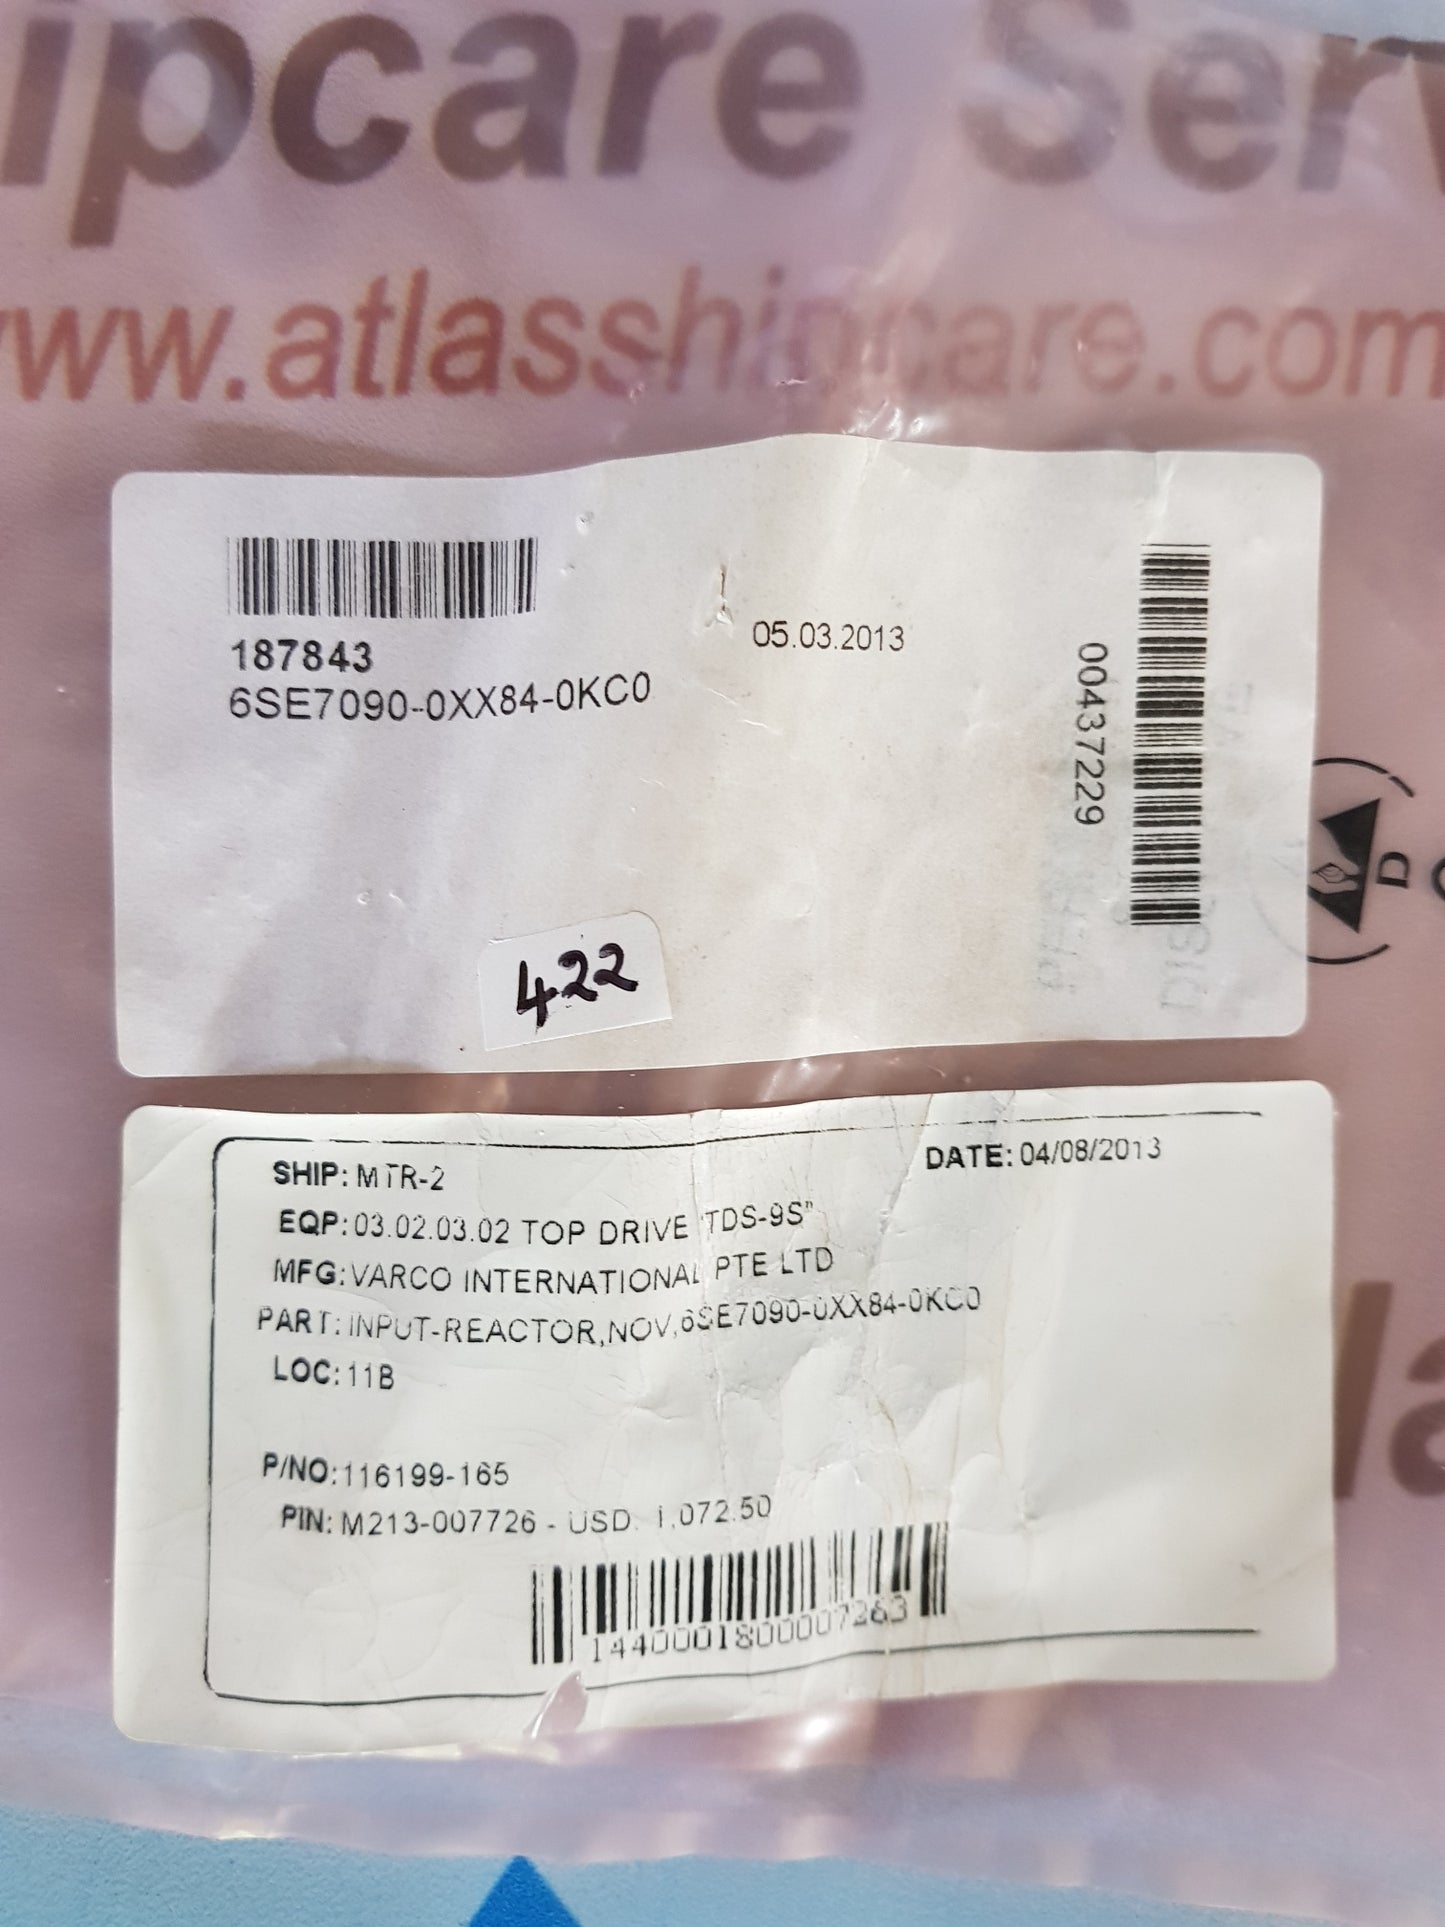 ipcare Serv
www.atlasshipcare.com
187843
6SE7090-0XX84-0KC0
05.03.2013
00437229
422
SHIP: MTR-2
DATE: 04/08/2013
EQP: 03.02.03.02 TOP DRIVE "TDS-9S"
MFG: VARCO INTERNATIONAL PTE LTD
PART: INPUT-REACTOR,NOV,6SE7090-0XX84-0KC0
LOC: 11B
P/NO: 116199-165
PIN: M213-007726 - USD. 1,072.50
1440001800007263
D